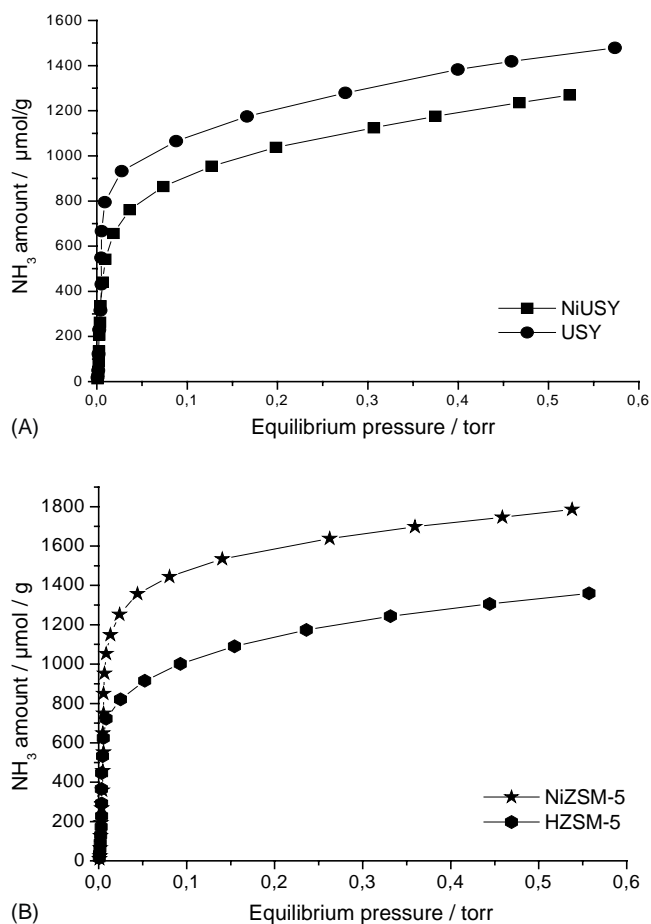 1600
1400
1200
1000
800
600
400
200
0
NH₃ amount / μmol/g
NiUSY
USY
0,0 0,1 0,2 0,3 0,4 0,5 0,6
(A)
Equilibrium pressure / torr
1800
1600
1400
1200
1000
800
600
400
200
0
NH₃ amount / μmol / g
NiZSM-5
HZSM-5
0,0 0,1 0,2 0,3 0,4 0,5 0,6
(B)
Equilibrium pressure / torr